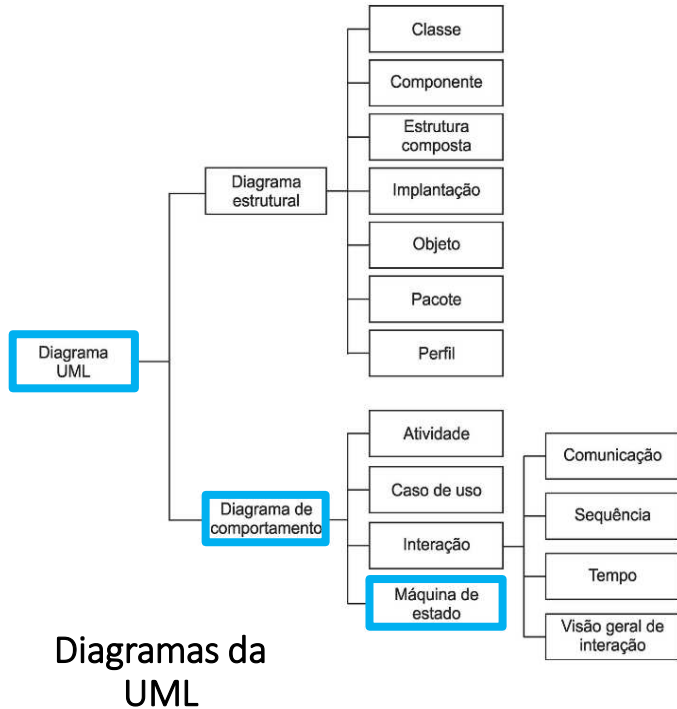 Classe
Componente
Estrutura
composta
Diagrama
estrutural
Implantação
Objeto
Pacote
Perfil
Diagrama
UML
Atividade
Caso de uso
Diagrama de
comportamento
Interação
Máquina de
estado
Comunicação
Sequência
Tempo
Visão geral de
interação
Diagramas da
UML